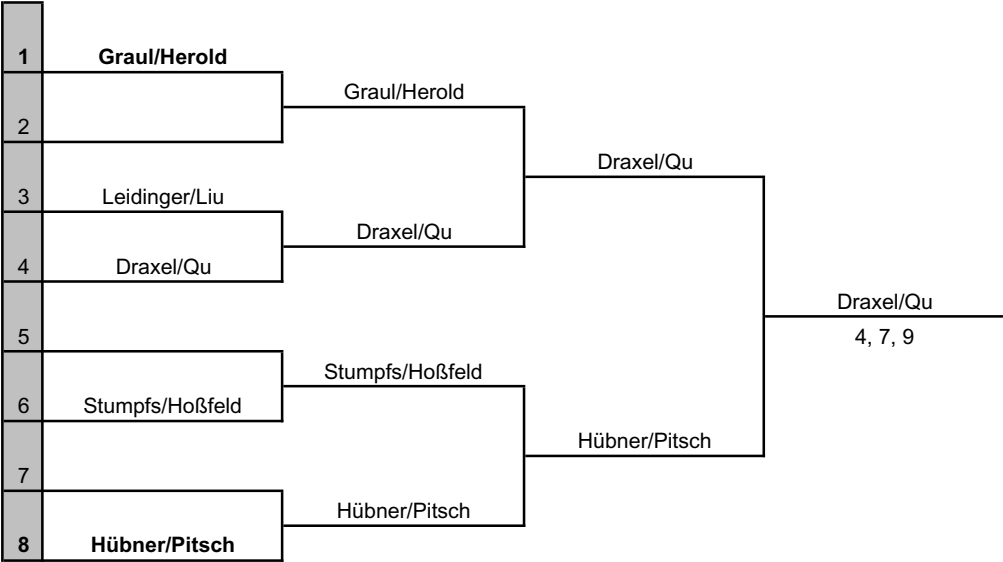 1 Graul/Herold
Graul/Herold
2
Draxel/Qu
3 Leidinger/Liu
Draxel/Qu
4 Draxel/Qu
Draxel/Qu
5
4, 7, 9
Stumpfs/Hoßfeld
6 Stumpfs/Hoßfeld
Hübner/Pitsch
7
Hübner/Pitsch
8 Hübner/Pitsch